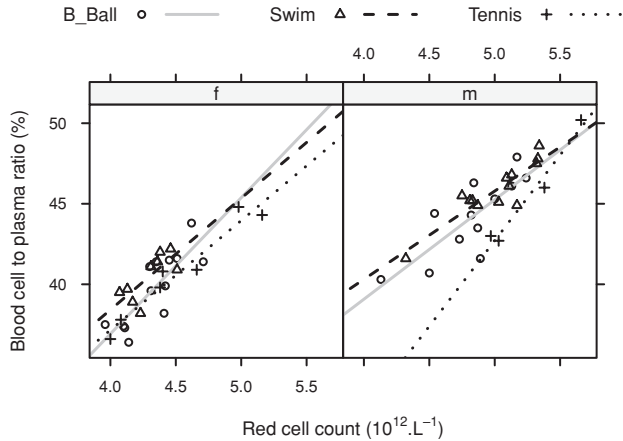 B_Ball Swim Tennis
4.0 4.5 5.0 5.5
f m
50
45
40
Blood cell to plasma ratio (%)
4.0 4.5 5.0 5.5
Red cell count (10¹².L⁻¹)